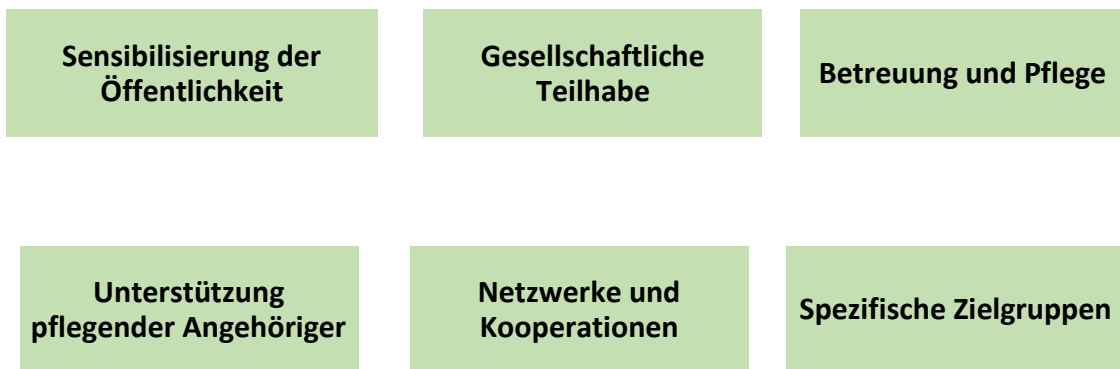 Sensibilisierung der
Öffentlichkeit
Gesellschaftliche
Teilhabe
Betreuung und Pflege
Unterstützung
pflegender Angehöriger
Netzwerke und
Kooperationen
Spezifische Zielgruppen